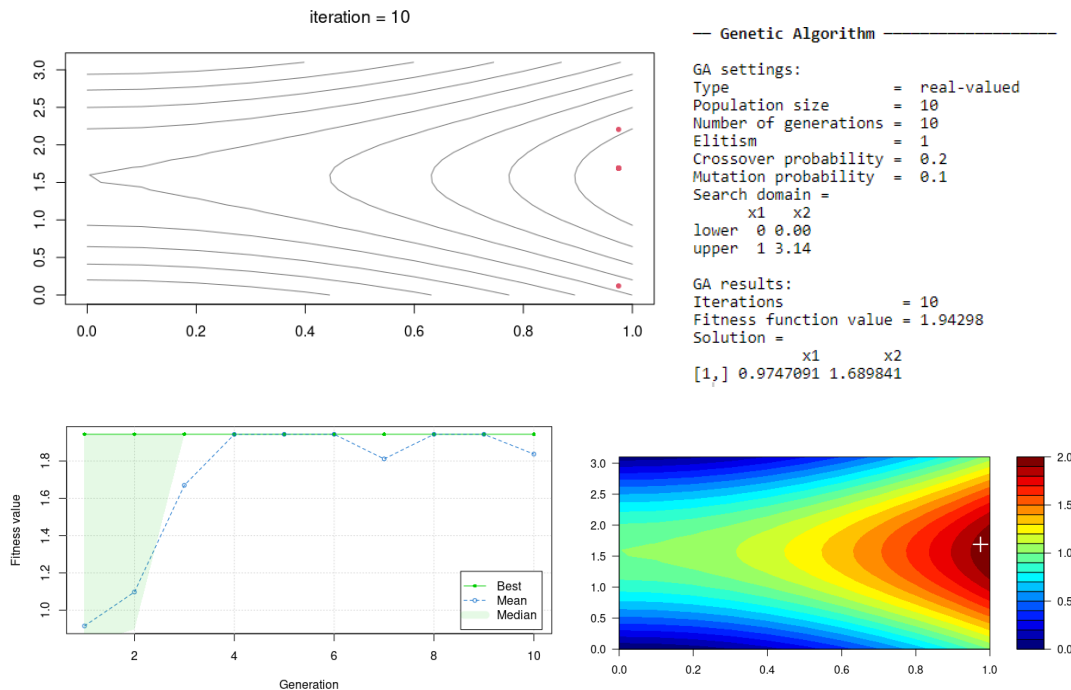 iteration = 10
3.0
2.5
2.0
1.5
1.0
0.5
0.0
0.0 0.2 0.4 0.6 0.8 1.0
── Genetic Algorithm ───────────────────
GA settings:
Type = real-valued
Population size = 10
Number of generations = 10
Elitism = 1
Crossover probability = 0.2
Mutation probability = 0.1
Search domain =
x1 x2
lower 0 0.00
upper 1 3.14
GA results:
Iterations = 10
Fitness function value = 1.94298
Solution =
x1 x2
[1,] 0.9747091 1.689841
Fitness value
1.8
1.6
1.4
1.2
1.0
Best
Mean
Median
2 4 6 8 10
Generation
3.0
2.5
2.0
1.5
1.0
0.5
0.0
0.0 0.2 0.4 0.6 0.8 1.0
2.0
1.5
1.0
0.5
0.0